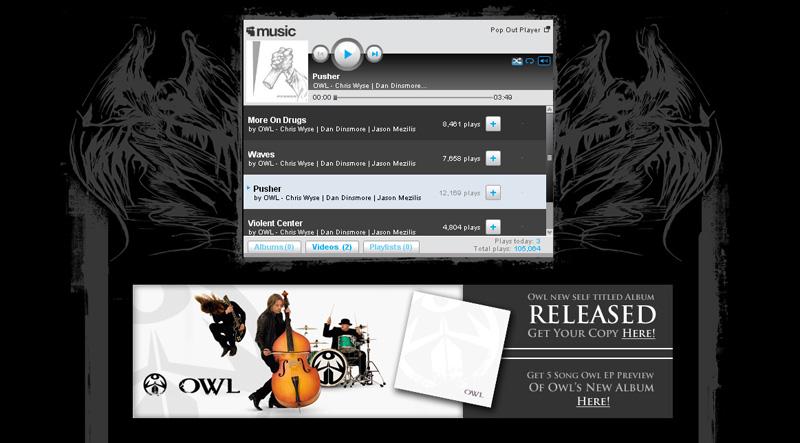 music
Pop Out Player
Pusher
OWL - Chris Wyse | Dan Dinsmore...
00:00
03:49
More On Drugs
by OWL - Chris Wyse | Dan Dinsmore | Jason Mezilis
8,461 plays
+
Waves
by OWL - Chris Wyse | Dan Dinsmore | Jason Mezilis
7,658 plays
+
Pusher
by OWL - Chris Wyse | Dan Dinsmore | Jason Mezilis
12,169 plays
+
Violent Center
by OWL - Chris Wyse | Dan Dinsmore | Jason Mezilis
4,804 plays
+
Albums (0)
Videos (2)
Playlists (0)
Plays today: 3
Total plays: 105,064
OWL
OWL
Owl new self titled Album
RELEASED
Get Your Copy Here!
Get 5 Song Owl EP Preview
Of Owl's New Album
Here!